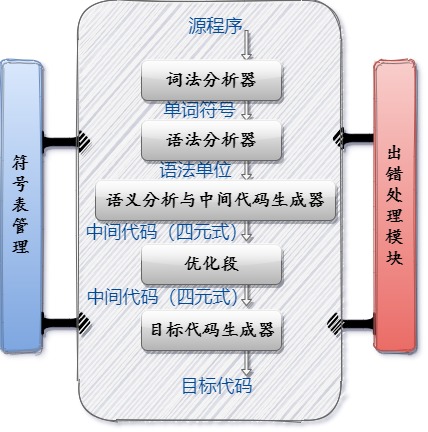 源程序
词法分析器
单词符号
语法分析器
语法单位
语义分析与中间代码生成器
中间代码（四元式）
优化段
中间代码（四元式）
目标代码生成器
目标代码
符号表管理
出错处理模块